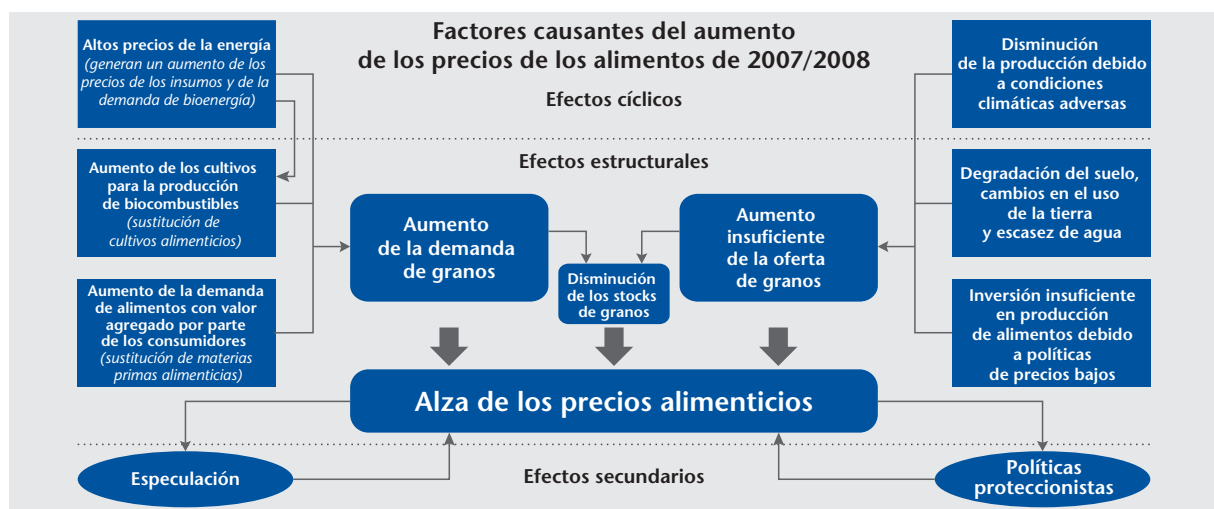 Factores causantes del aumento
de los precios de los alimentos de 2007/2008
Efectos cíclicos
Altos precios de la energía
(generan un aumento de los
precios de los insumos y de la
demanda de bioenergía)
Disminución
de la producción debido
a condiciones
climáticas adversas
Efectos estructurales
Aumento de los cultivos
para la producción
de biocombustibles
(sustitución de
cultivos alimenticios)
Aumento de la demanda
de alimentos con valor
agregado por parte
de los consumidores
(sustitución de materias
primas alimenticias)
Aumento
de la demanda
de granos
Disminución
de los stocks
de granos
Aumento
insuficiente
de la oferta
de granos
Degradación del suelo,
cambios en el uso
de la tierra
y escasez de agua
Inversión insuficiente
en producción
de alimentos debido
a políticas
de precios bajos
Alza de los precios alimenticios
Especulación
Efectos secundarios
Políticas
proteccionistas